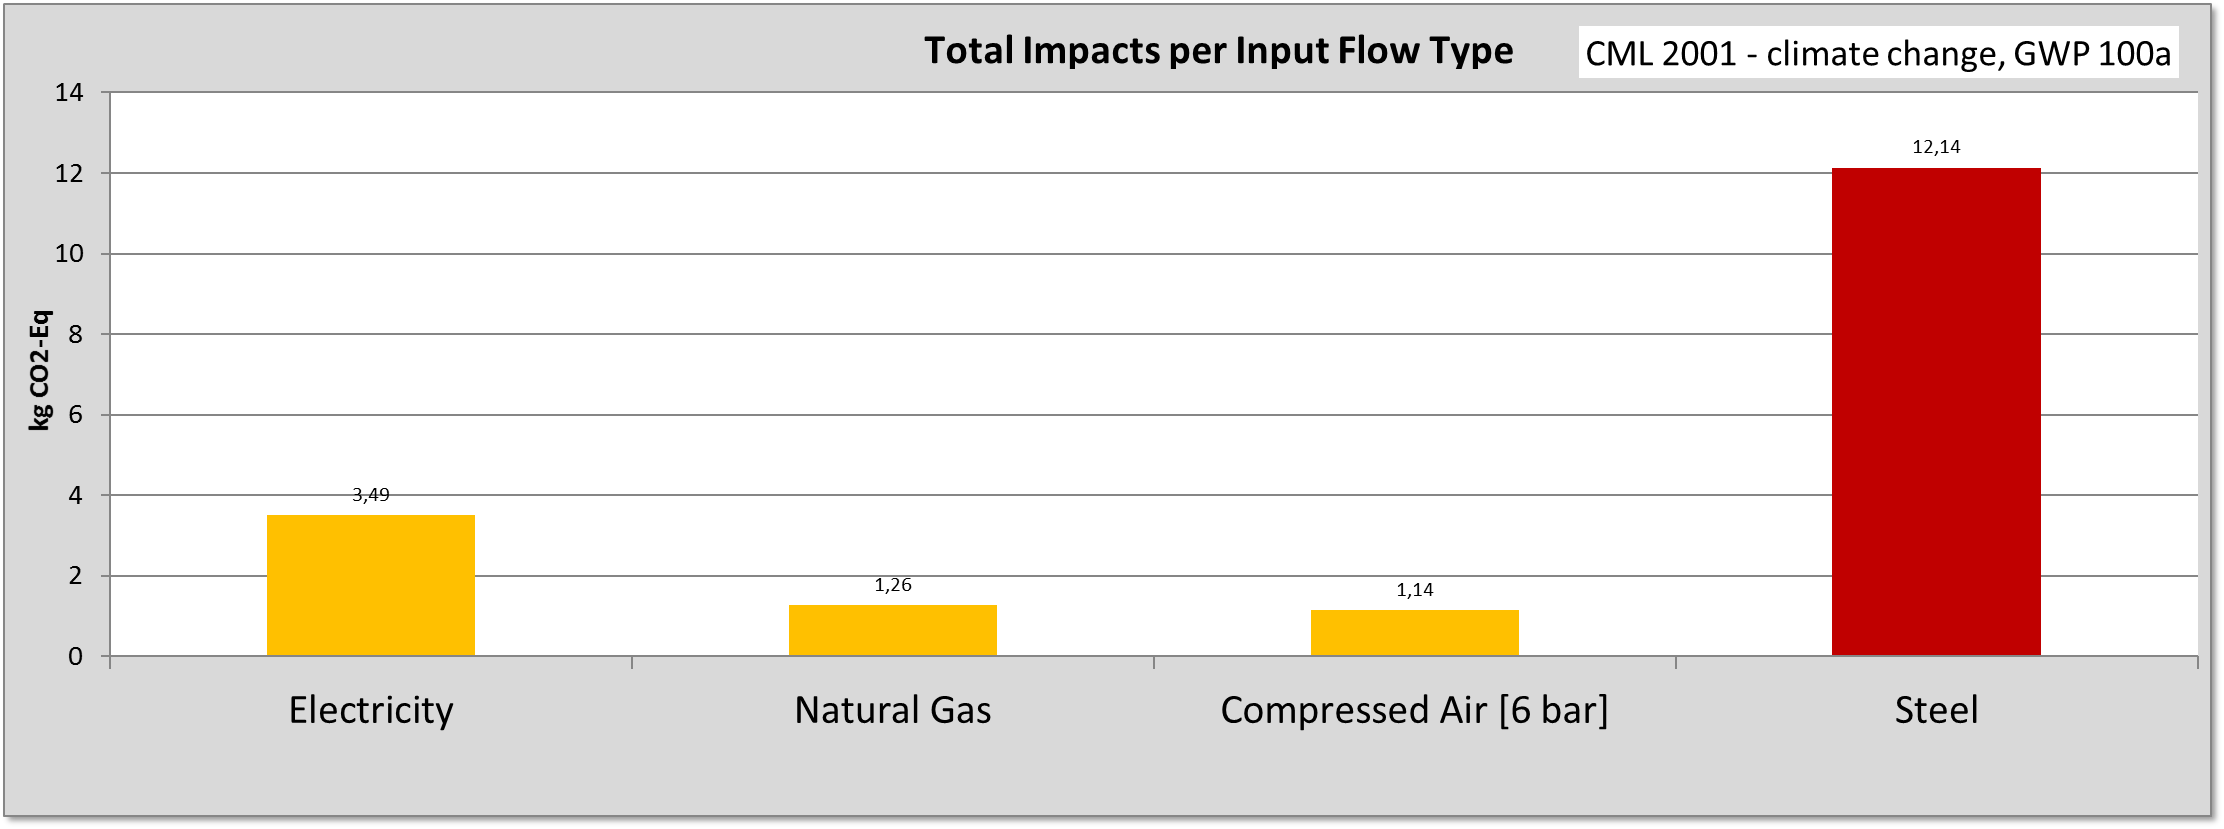 Total Impacts per Input Flow Type
CML 2001 - climate change, GWP 100a
kg CO2-Eq
14
12
10
8
6
4
2
0
3,49
1,26
1,14
12,14
Electricity
Natural Gas
Compressed Air [6 bar]
Steel